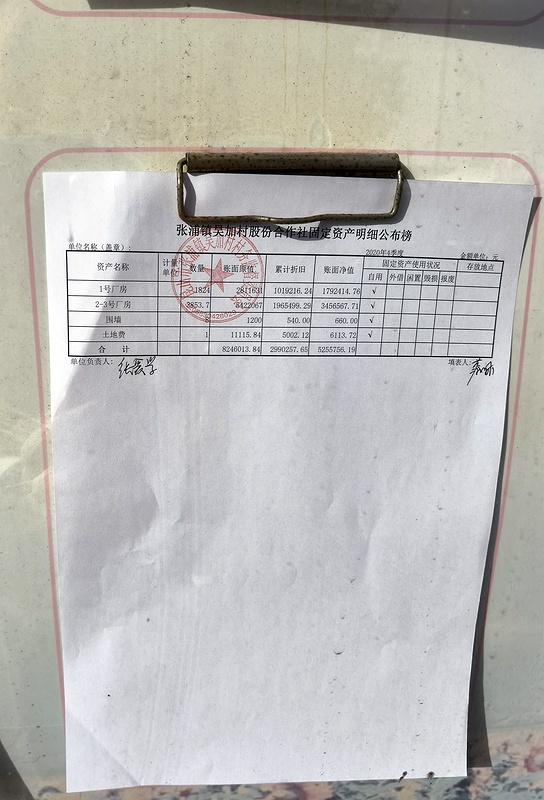 张浦镇吴加村股份合作社固定资产明细公布榜
单位名称（盖章）： 2020年4季度 金额单位：元
资产名称 计量单位 数量 账面原值 累计折旧 账面净值 固定资产使用状况 存放地点
自用 外借 闲置 毁损 报废
1号厂房 1824 2811631 1019216.24 1792414.76 √
2-3号厂房 3853.7 5422067 1965499.29 3456567.71 √
围墙 1200 540.00 660.00 √
土地费 1 11115.84 5002.12 6113.72 √
合 计 8246013.84 2990257.65 5255756.19
单位负责人： 填表人：